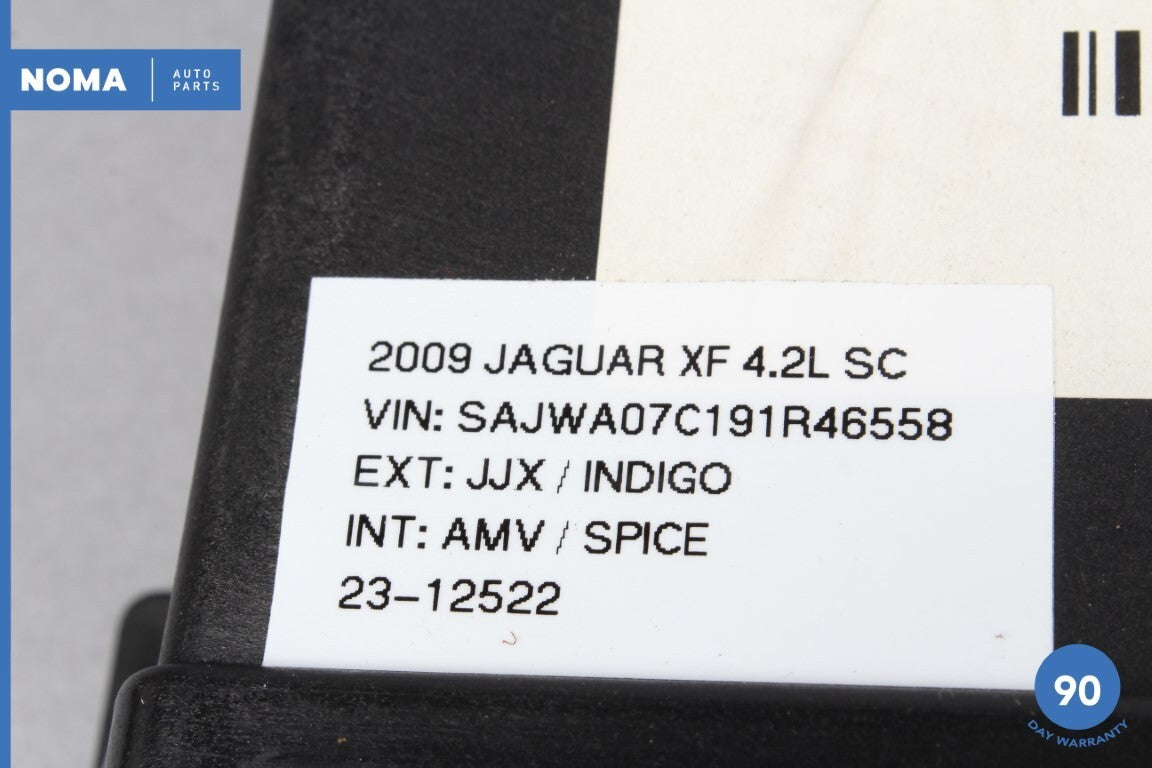 NOMA AUTO PARTS
2009 JAGUAR XF 4.2L SC
VIN: SAJWA07C191R46558
EXT: JJX / INDIGO
INT: AMV / SPICE
23-12522
90
DAY WARRANTY